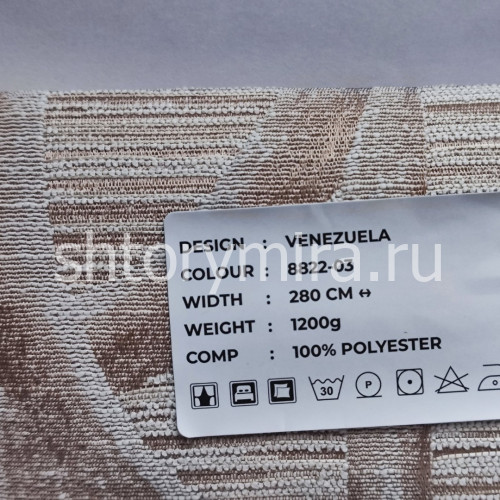 DESIGN : VENEZUELA
COLOUR : 8822-03
WIDTH : 280 CM ↔
WEIGHT : 1200g
COMP : 100% POLYESTER
30 P
shtorymira.ru